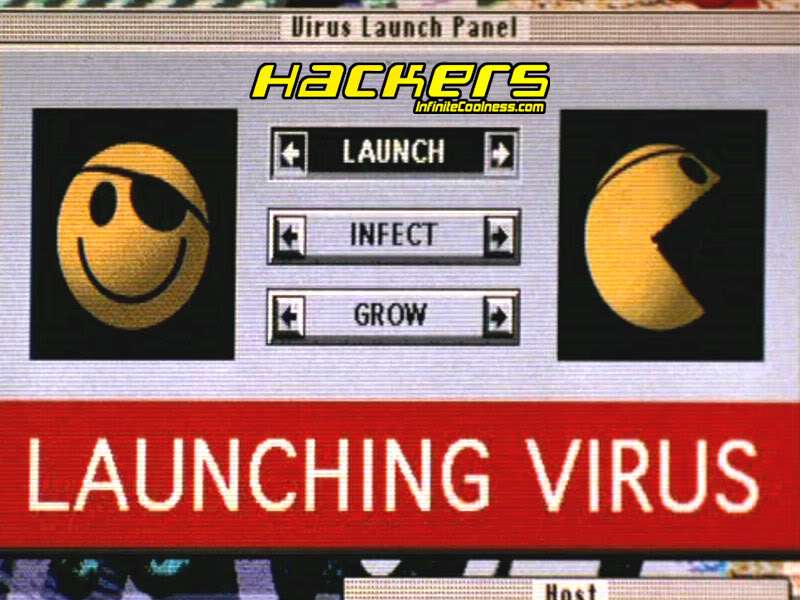 Virus Launch Panel
Hackers
InfiniteCoolness.com
LAUNCH
INFECT
GROW
LAUNCHING VIRUS
Host